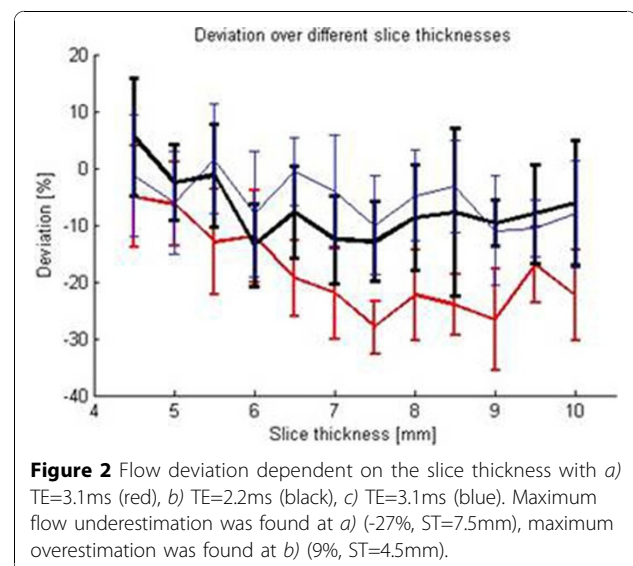 Deviation over different slice thicknesses
20
10
0
-10
-20
-30
-40
Deviation [%]
4 5 6 7 8 9 10
Slice thickness [mm]
Figure 2 Flow deviation dependent on the slice thickness with a)
TE=3.1ms (red), b) TE=2.2ms (black), c) TE=3.1ms (blue). Maximum
flow underestimation was found at a) (-27%, ST=7.5mm), maximum
overestimation was found at b) (9%, ST=4.5mm).